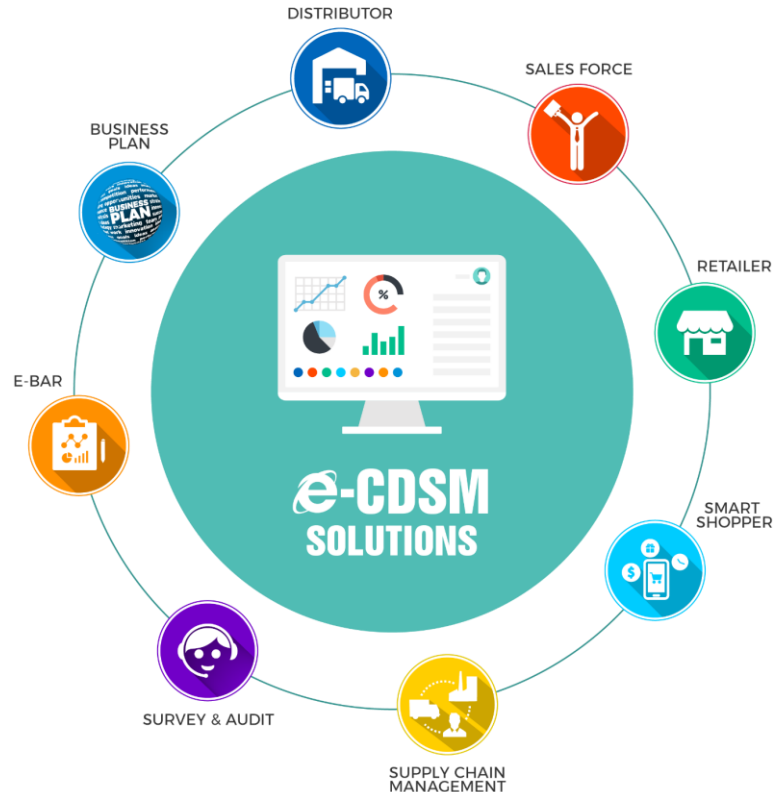 DISTRIBUTOR
SALES FORCE
BUSINESS
PLAN
BUSINESS
PLAN
RETAILER
%
E-BAR
e-CDSM
SOLUTIONS
SMART
SHOPPER
$
SURVEY & AUDIT
SUPPLY CHAIN
MANAGEMENT